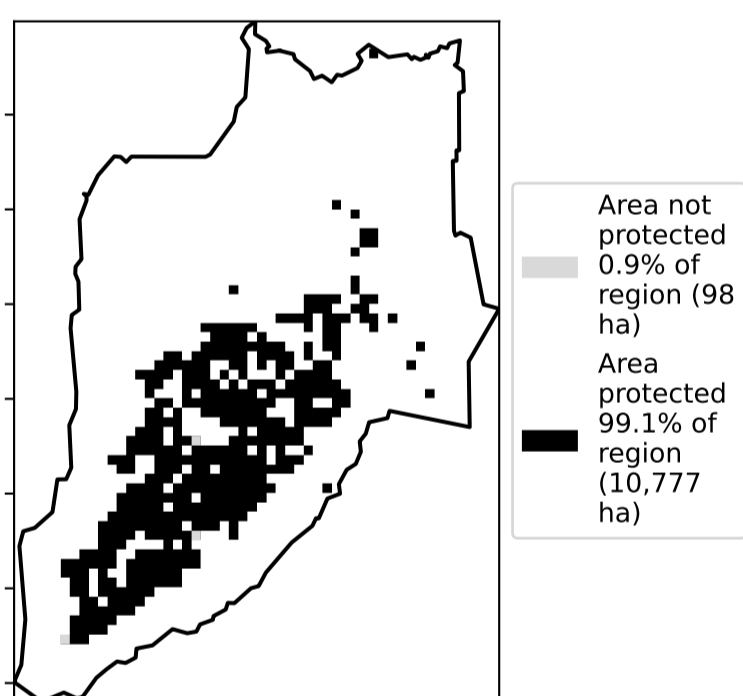 Area not
protected
0.9% of
region (98
ha)
Area
protected
99.1% of
region
(10,777
ha)